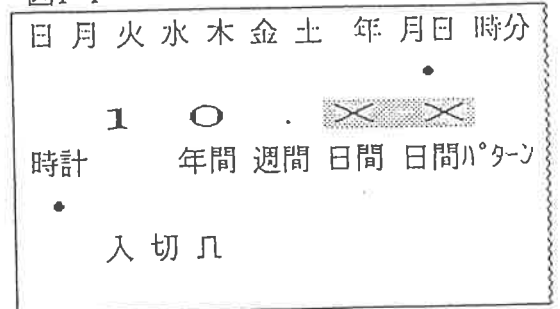 日 月 火 水 木 金 土 年 月日 時分
1 0 . × ×
時計 年間 週間 日間 日間パターン
入 切